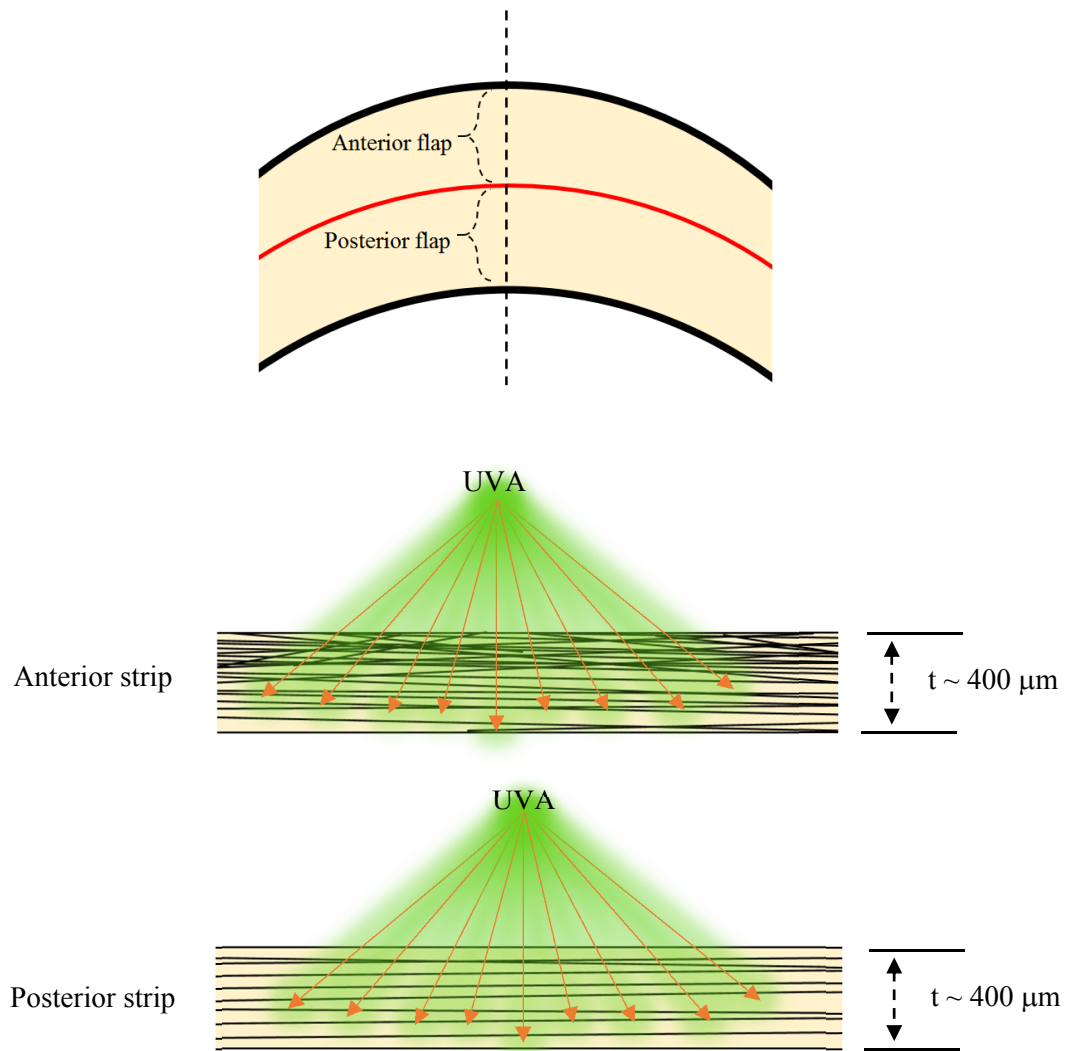 Anterior flap
Posterior flap
UVA
Anterior strip
t ~ 400 μm
UVA
Posterior strip
t ~ 400 μm